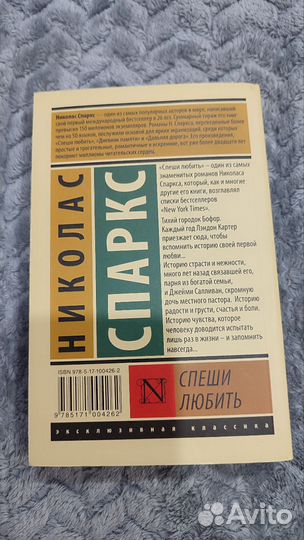 Николас Спаркс — один из самых популярных авторов в мире, написавший
свой первый международный бестселлер в 28 лет. Суммарный тираж его книг
превысил 150 миллионов экземпляров. Романы Н. Спаркса, переведенные более
чем на 50 языков, послужили основой для ярких экранизаций, среди которых
«Спеши любить», «Дневник памяти» и «Дальняя дорога». Его произведения,
простые и трогательные, романтичные и искренние, вот уже более двадцати лет
покоряют миллионы читательских сердец.
НИКОЛАС
СПАРКС
«Спеши любить» — один из самых
знаменитых романов Николаса
Спаркса, который, как и многие
другие его книги, возглавлял
списки бестселлеров
«New York Times».
Тихий городок Бофор.
Каждый год Лэндон Картер
приезжает сюда, чтобы
вспомнить историю своей первой
любви...
Историю страсти и нежности,
много лет назад связавшей его,
парня из богатой семьи,
и Джейми Салливан, скромную
дочь местного пастора. Историю
радости и грусти, счастья и боли.
Историю чувства, которое
человеку доводится испытать
лишь раз в жизни – и запомнить
навсегда...
ISBN 978-5-17-100426-2
9 785171 004262
N
СПЕШИ
ЛЮБИТЬ
эксклюзивная классика
Avito